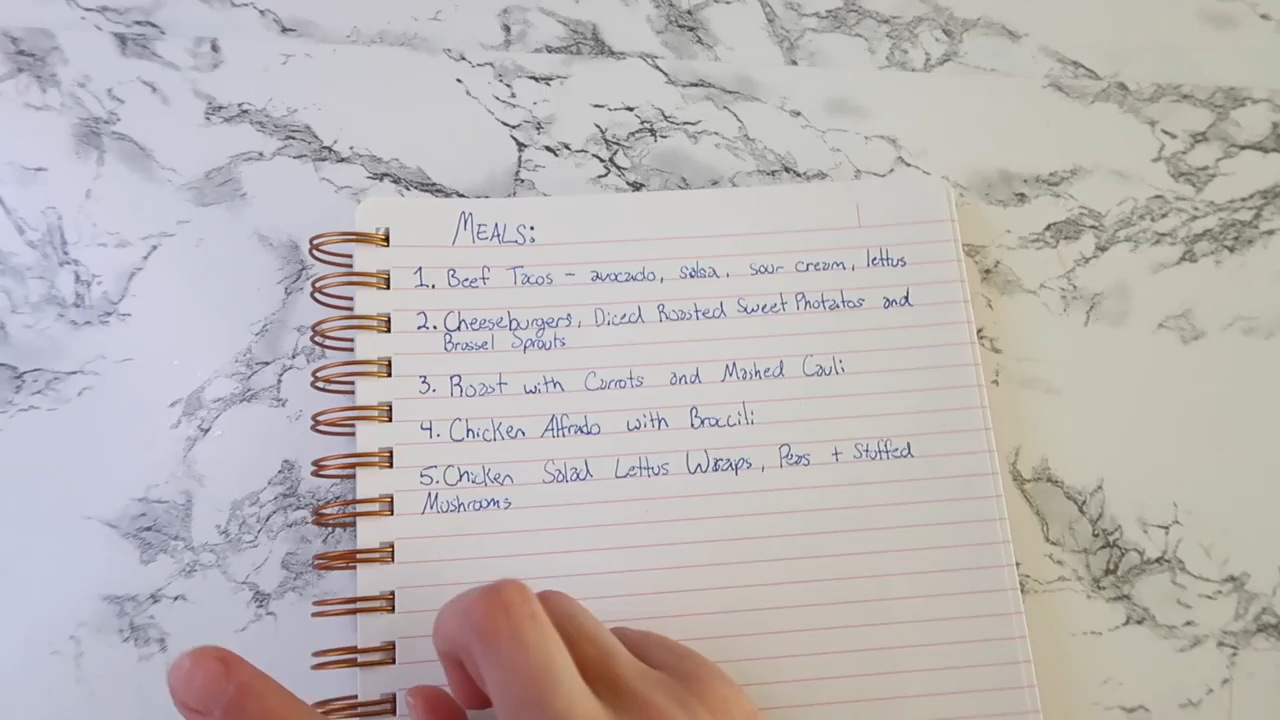 MEALS:
1. Beef Tacos - avocado, salsa, sour cream, lettus
2. Cheeseburgers, Diced Roasted Sweet Photatos and
Brussel Sprouts
3. Roast with Carrots and Mashed Cauli
4. Chicken Alfrado with Broccili
5. Chicken Salad Lettus Wraps, Peas + Stuffed
Mushrooms